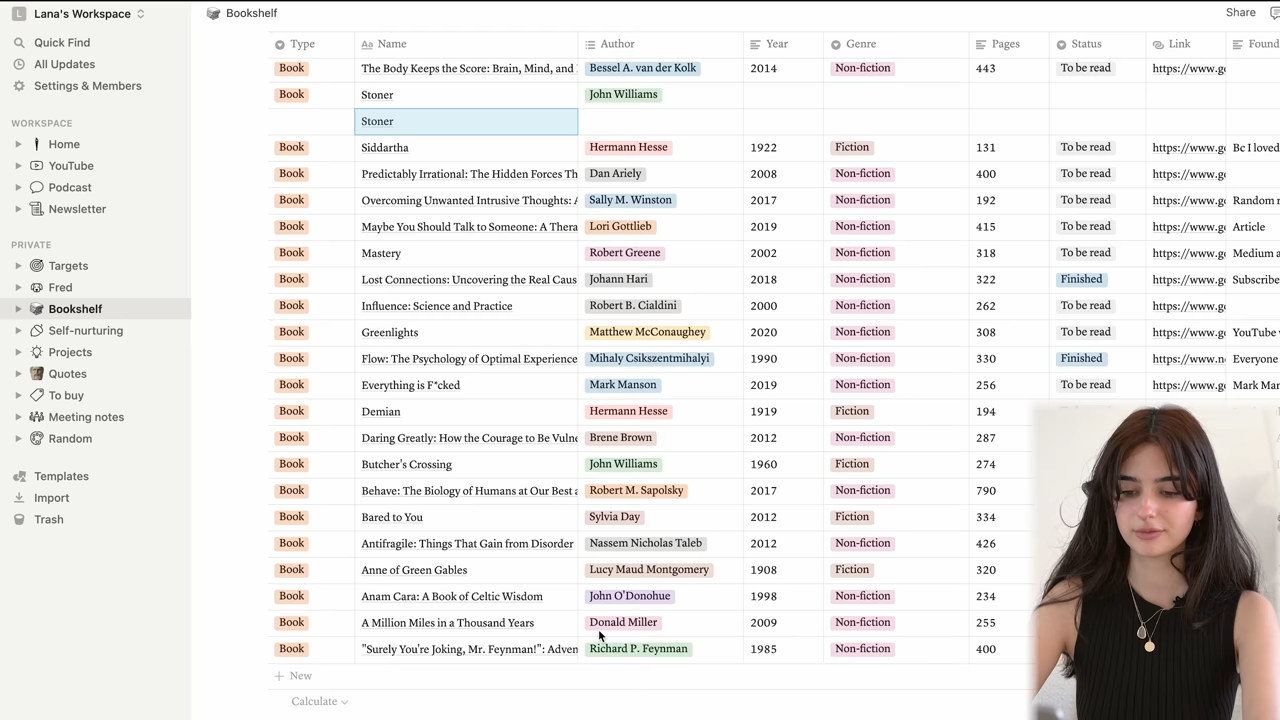 L Lana's Workspace
Quick Find
All Updates
Settings & Members
WORKSPACE
Home
YouTube
Podcast
Newsletter
PRIVATE
Targets
Fred
Bookshelf
Self-nurturing
Projects
Quotes
To buy
Meeting notes
Random
Templates
Import
Trash
Bookshelf Share
Type Aa Name Author Year Genre Pages Status Link Found
Book The Body Keeps the Score: Brain, Mind, and Bessel A. van der Kolk 2014 Non-fiction 443 To be read https://www.go
Book Stoner John Williams
Stoner
Book Siddartha Hermann Hesse 1922 Fiction 131 To be read https://www.go Bc I loved
Book Predictably Irrational: The Hidden Forces Th Dan Ariely 2008 Non-fiction 400 To be read https://www.go
Book Overcoming Unwanted Intrusive Thoughts: A Sally M. Winston 2017 Non-fiction 192 To be read https://www.go Random r
Book Maybe You Should Talk to Someone: A Thera Lori Gottlieb 2019 Non-fiction 415 To be read https://www.go Article
Book Mastery Robert Greene 2002 Non-fiction 318 To be read https://www.go Medium a
Book Lost Connections: Uncovering the Real Caus Johann Hari 2018 Non-fiction 322 Finished https://www.go Subscribe
Book Influence: Science and Practice Robert B. Cialdini 2000 Non-fiction 262 To be read https://www.go
Book Greenlights Matthew McConaughey 2020 Non-fiction 308 To be read https://www.go YouTube
Book Flow: The Psychology of Optimal Experience Mihaly Csikszentmihalyi 1990 Non-fiction 330 Finished https://www.n Everyone
Book Everything is F*cked Mark Manson 2019 Non-fiction 256 To be read https://www.go Mark Man
Book Demian Hermann Hesse 1919 Fiction 194
Book Daring Greatly: How the Courage to Be Vulne Brene Brown 2012 Non-fiction 287
Book Butcher's Crossing John Williams 1960 Fiction 274
Book Behave: The Biology of Humans at Our Best a Robert M. Sapolsky 2017 Non-fiction 790
Book Bared to You Sylvia Day 2012 Fiction 334
Book Antifragile: Things That Gain from Disorder Nassem Nicholas Taleb 2012 Non-fiction 426
Book Anne of Green Gables Lucy Maud Montgomery 1908 Fiction 320
Book Anam Cara: A Book of Celtic Wisdom John O'Donohue 1998 Non-fiction 234
Book A Million Miles in a Thousand Years Donald Miller 2009 Non-fiction 255
Book "Surely You're Joking, Mr. Feynman!": Adven Richard P. Feynman 1985 Non-fiction 400
+ New
Calculate